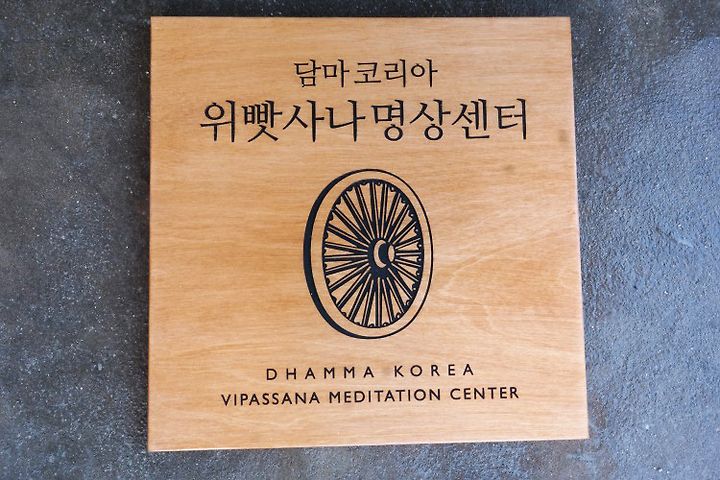 담마 코리아
위빳사나 명상센터
DHAMMA KOREA
VIPASSANA MEDITATION CENTER